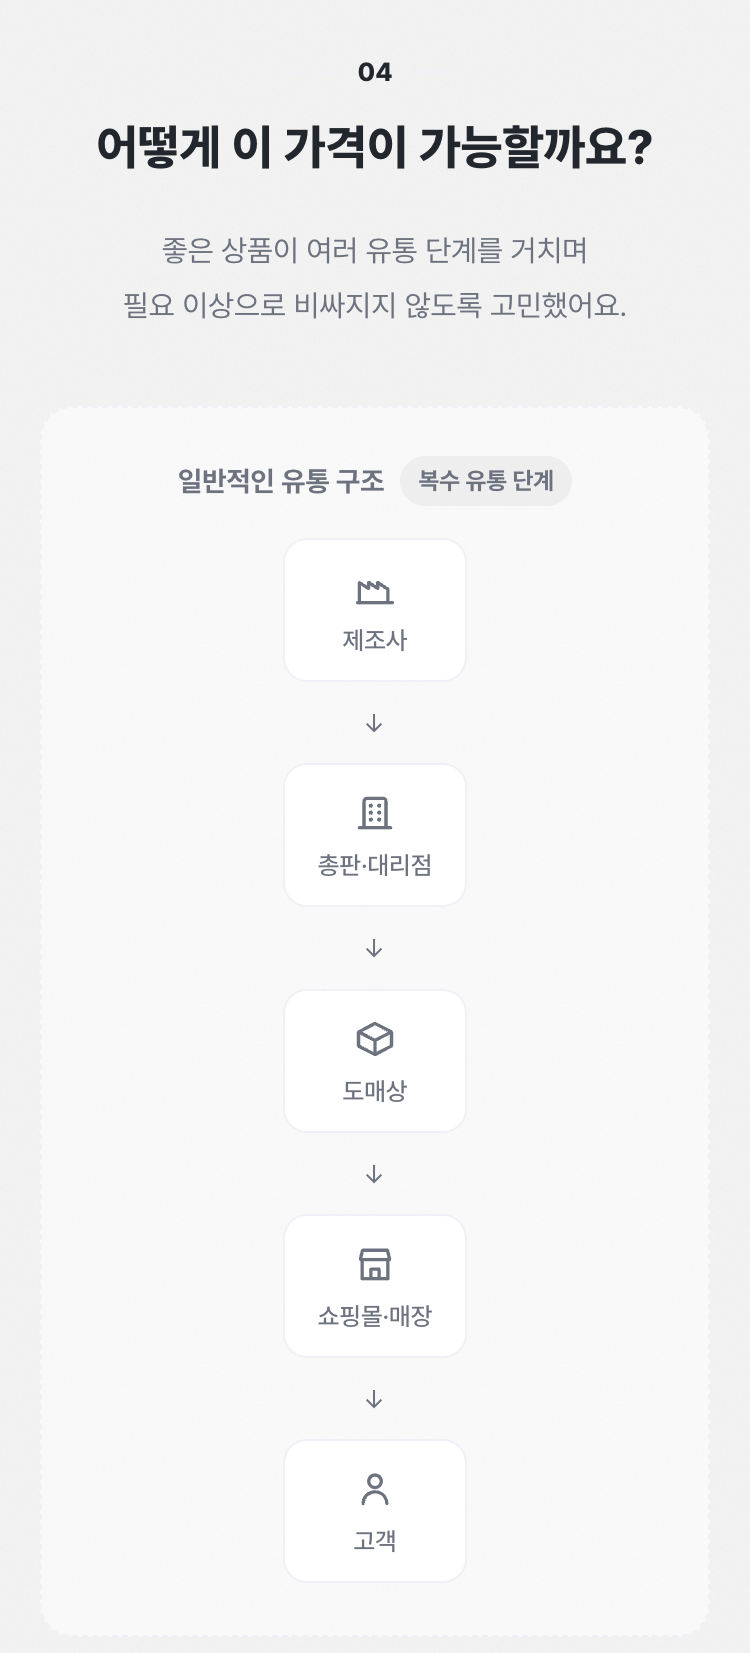 04
어떻게 이 가격이 가능할까요?
좋은 상품이 여러 유통 단계를 거치며
필요 이상으로 비싸지지 않도록 고민했어요.
일반적인 유통 구조 복수 유통 단계
제조사
↓
총판·대리점
↓
도매상
↓
쇼핑몰·매장
↓
고객